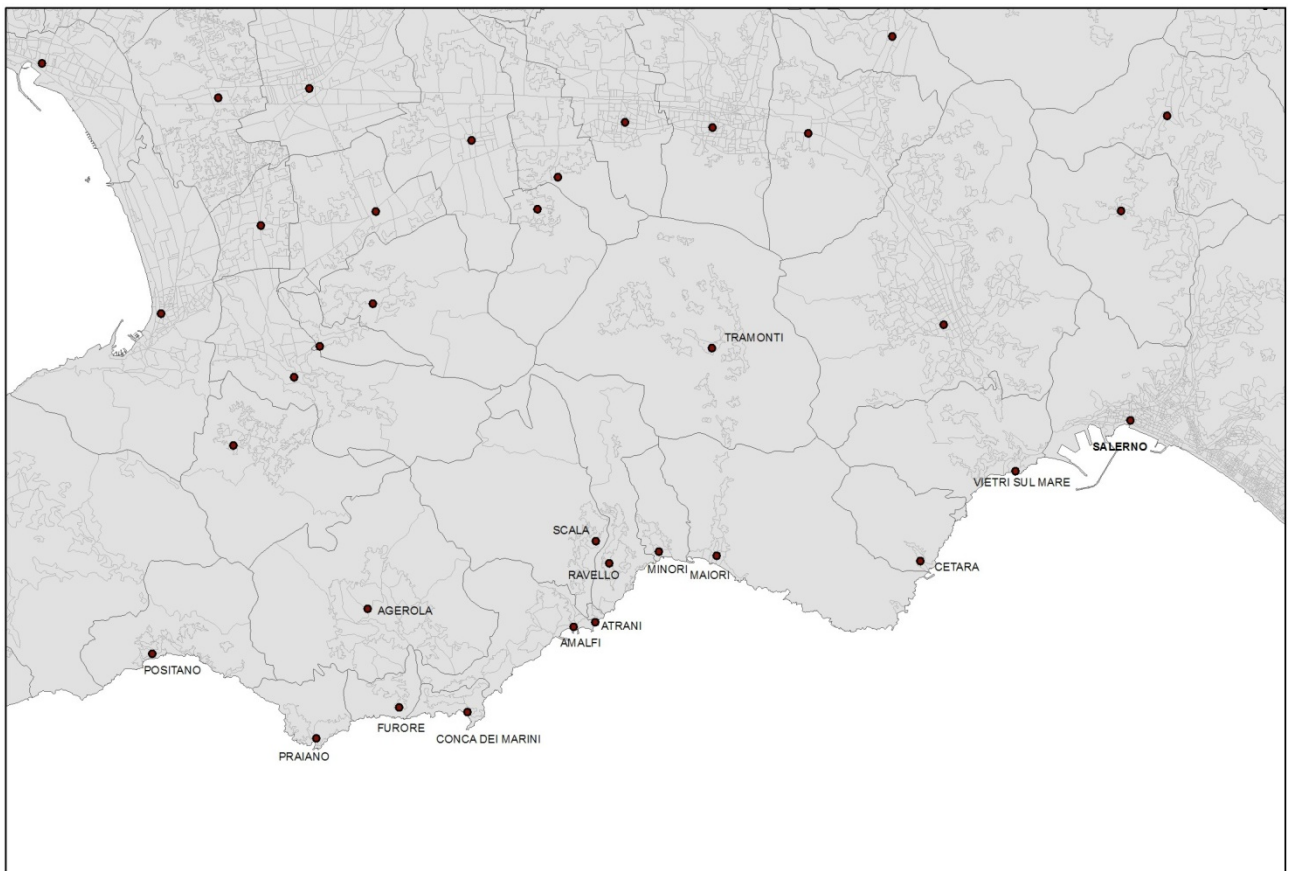 TRAMONTI
SALERNO
VIETRI SUL MARE
SCALA
RAVELLO
MINORI
MAIORI
CETARA
AGEROLA
ATRANI
AMALFI
POSITANO
FURORE
CONCA DEI MARINI
PRAIANO